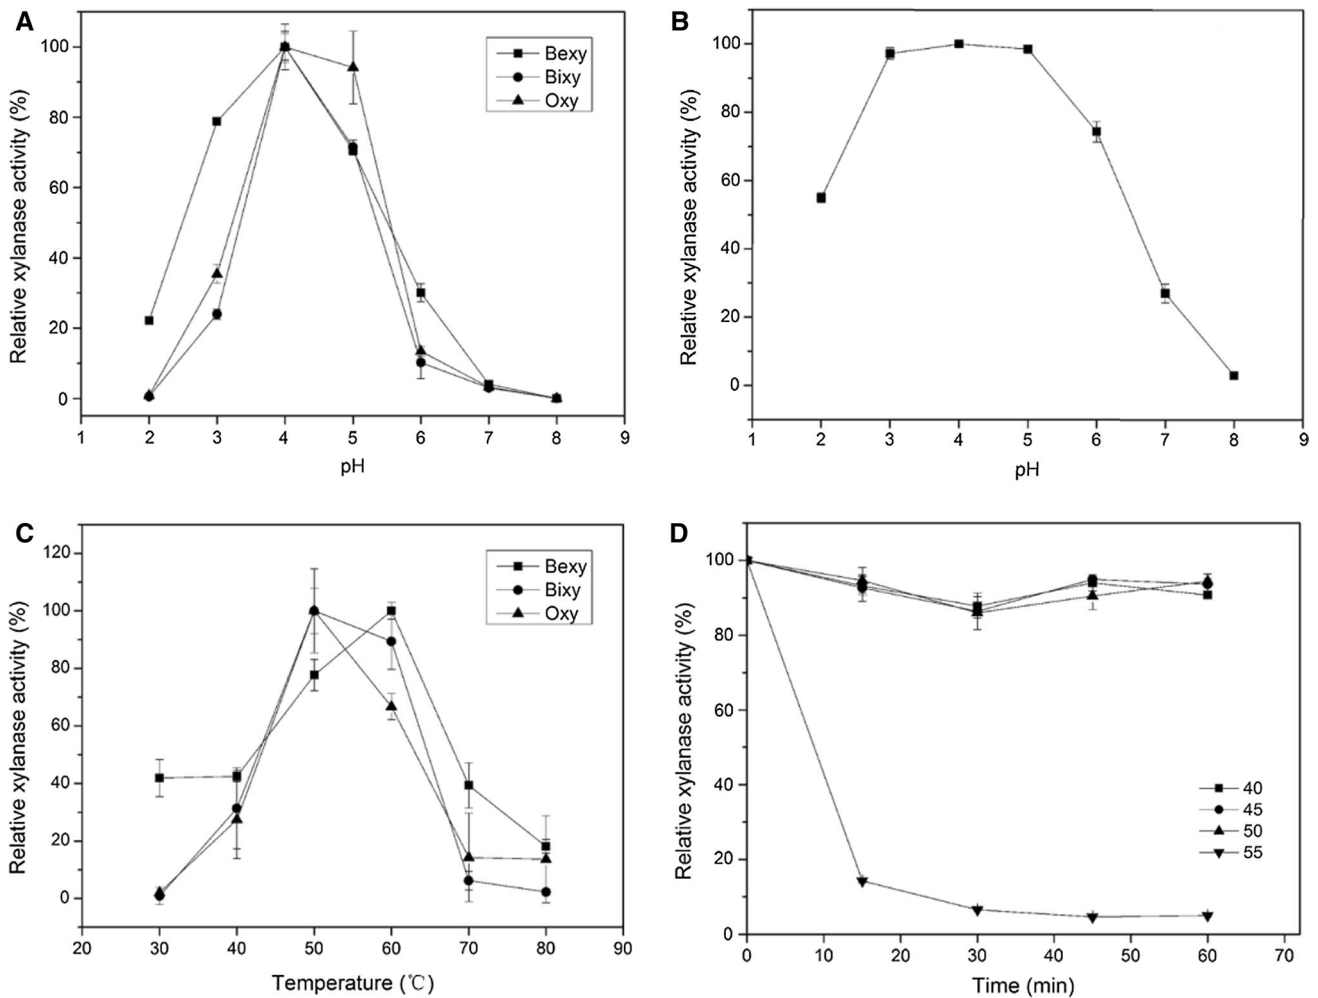 A
Relative xylanase activity (%)
100
80
60
40
20
0
1 2 3 4 5 6 7 8 9
pH
Bexy
Bixy
Oxy
B
Relative xylanase activity (%)
100
80
60
40
20
0
1 2 3 4 5 6 7 8 9
pH
C
Relative xylanase activity (%)
120
100
80
60
40
20
0
20 30 40 50 60 70 80 90
Temperature (℃)
Bexy
Bixy
Oxy
D
Relative xylanase activity (%)
100
80
60
40
20
0
0 10 20 30 40 50 60 70
Time (min)
40
45
50
55